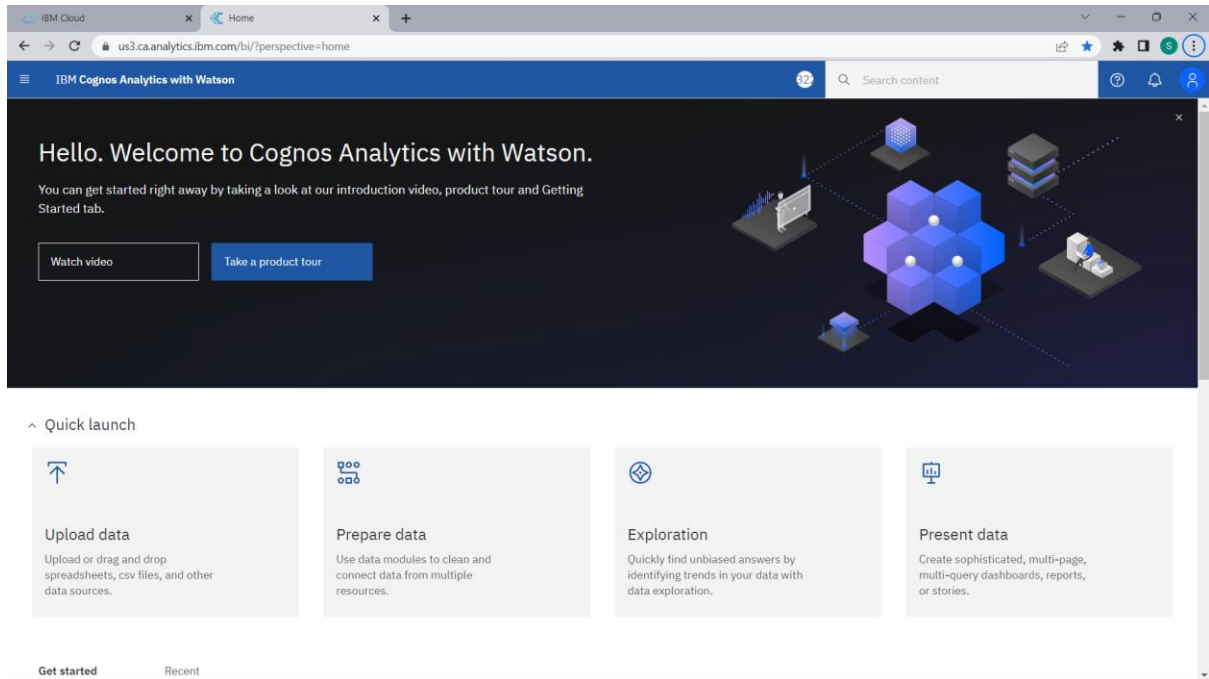 IBM Cloud
Home
us3.ca.analytics.ibm.com/bi/?perspective=home
S
IBM Cognos Analytics with Watson
32
Search content
Hello. Welcome to Cognos Analytics with Watson.
You can get started right away by taking a look at our introduction video, product tour and Getting
Started tab.
Watch video
Take a product tour
Quick launch
Upload data
Upload or drag and drop
spreadsheets, csv files, and other
data sources.
Prepare data
Use data modules to clean and
connect data from multiple
resources.
Exploration
Quickly find unbiased answers by
identifying trends in your data with
data exploration.
Present data
Create sophisticated, multi-page,
multi-query dashboards, reports,
or stories.
Get started
Recent